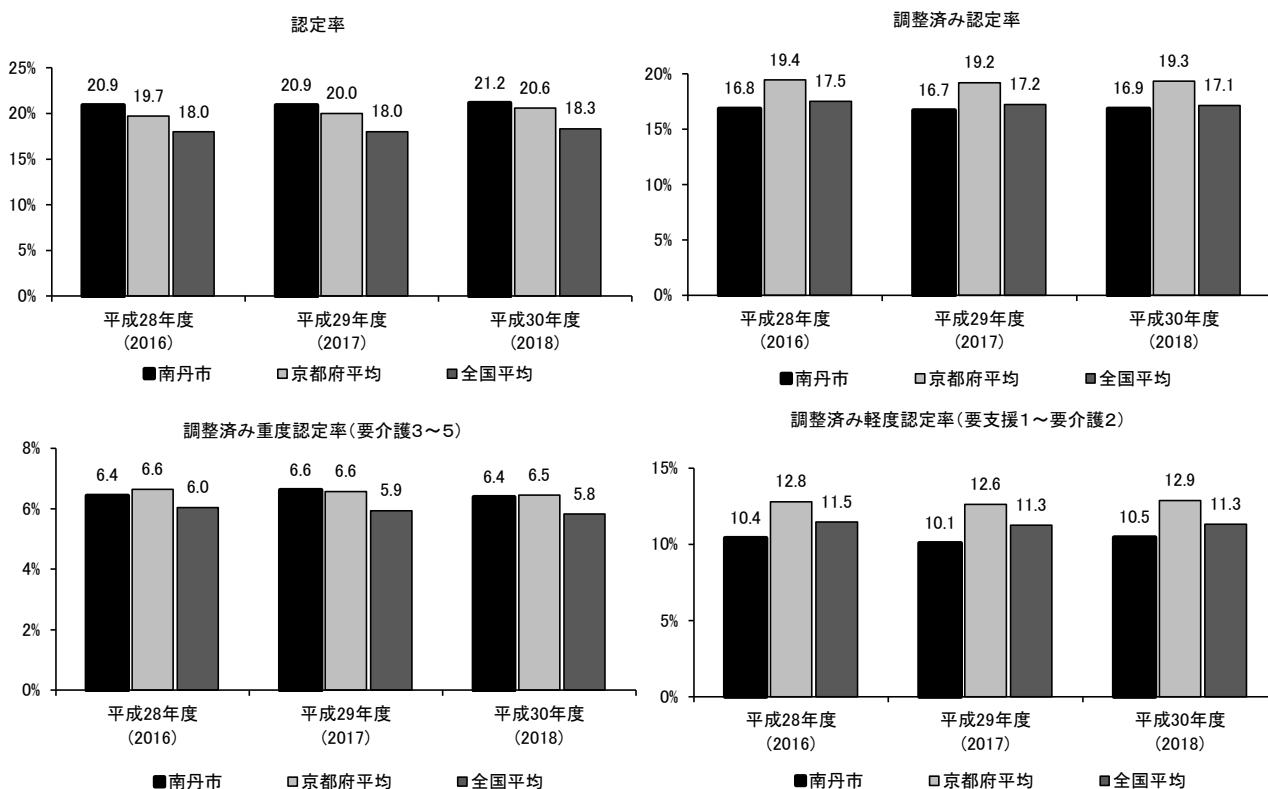 認定率
25%
20%
15%
10%
5%
0%
20.9 19.7 18.0
20.9 20.0 18.0
21.2 20.6 18.3
平成28年度 平成29年度 平成30年度
(2016) (2017) (2018)
南丹市 京都府平均 全国平均
調整済み認定率
20%
15%
10%
5%
0%
16.8 19.4 17.5
16.7 19.2 17.2
16.9 19.3 17.1
平成28年度 平成29年度 平成30年度
(2016) (2017) (2018)
南丹市 京都府平均 全国平均
調整済み重度認定率(要介護3~5)
8%
6%
4%
2%
0%
6.4 6.6 6.0
6.6 6.6 5.9
6.4 6.5 5.8
平成28年度 平成29年度 平成30年度
(2016) (2017) (2018)
南丹市 京都府平均 全国平均
調整済み軽度認定率(要支援1~要介護2)
15%
10%
5%
0%
10.4 12.8 11.5
10.1 12.6 11.3
10.5 12.9 11.3
平成28年度 平成29年度 平成30年度
(2016) (2017) (2018)
南丹市 京都府平均 全国平均